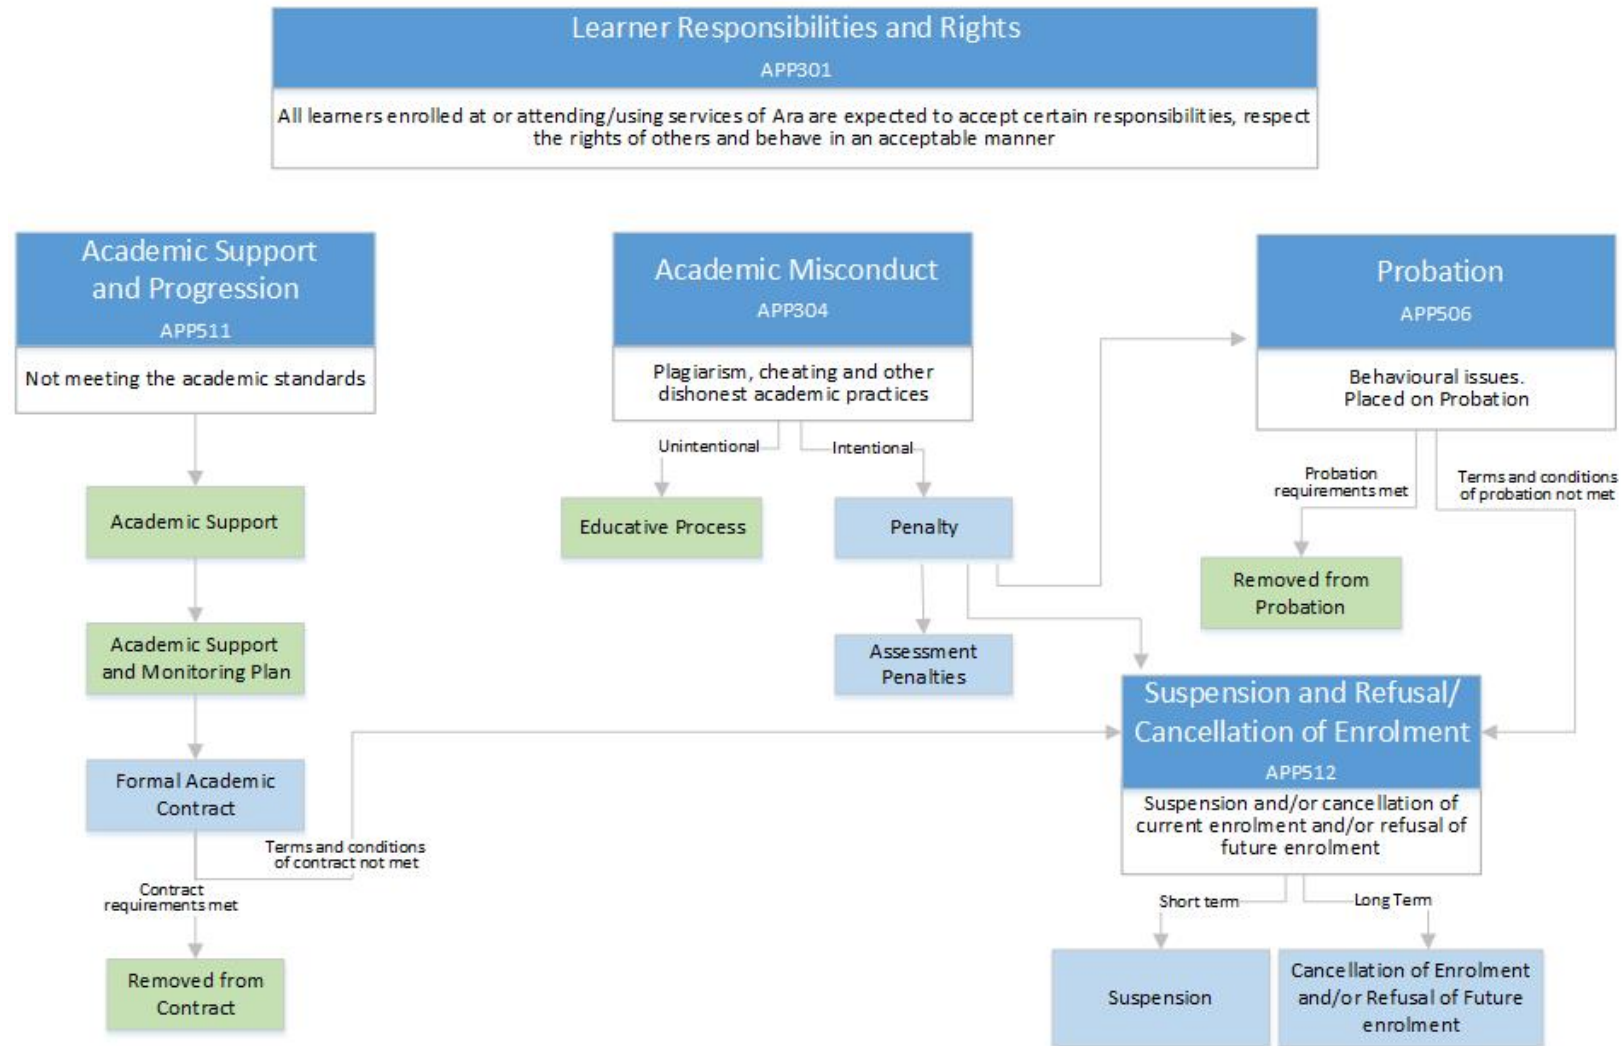 Learner Responsibilities and Rights
APP301
All learners enrolled at or attending/using services of Ara are expected to accept certain responsibilities, respect
the rights of others and behave in an acceptable manner
Academic Support
and Progression
APP511
Not meeting the academic standards
Academic Support
Academic Support
and Monitoring Plan
Formal Academic
Contract
Terms and conditions
of contract not met
Contract
requirements met
Removed from
Contract
Academic Misconduct
APP304
Plagiarism, cheating and other
dishonest academic practices
Unintentional
Intentional
Educative Process
Penalty
Assessment
Penalties
Probation
APP506
Behavioural issues.
Placed on Probation
Probation
requirements met
Terms and conditions
of probation not met
Removed from
Probation
Suspension and Refusal/
Cancellation of Enrolment
APP512
Suspension and/or cancellation of
current enrolment and/or refusal of
future enrolment
Short term
Long Term
Suspension
Cancellation of Enrolment
and/or Refusal of Future
enrolment